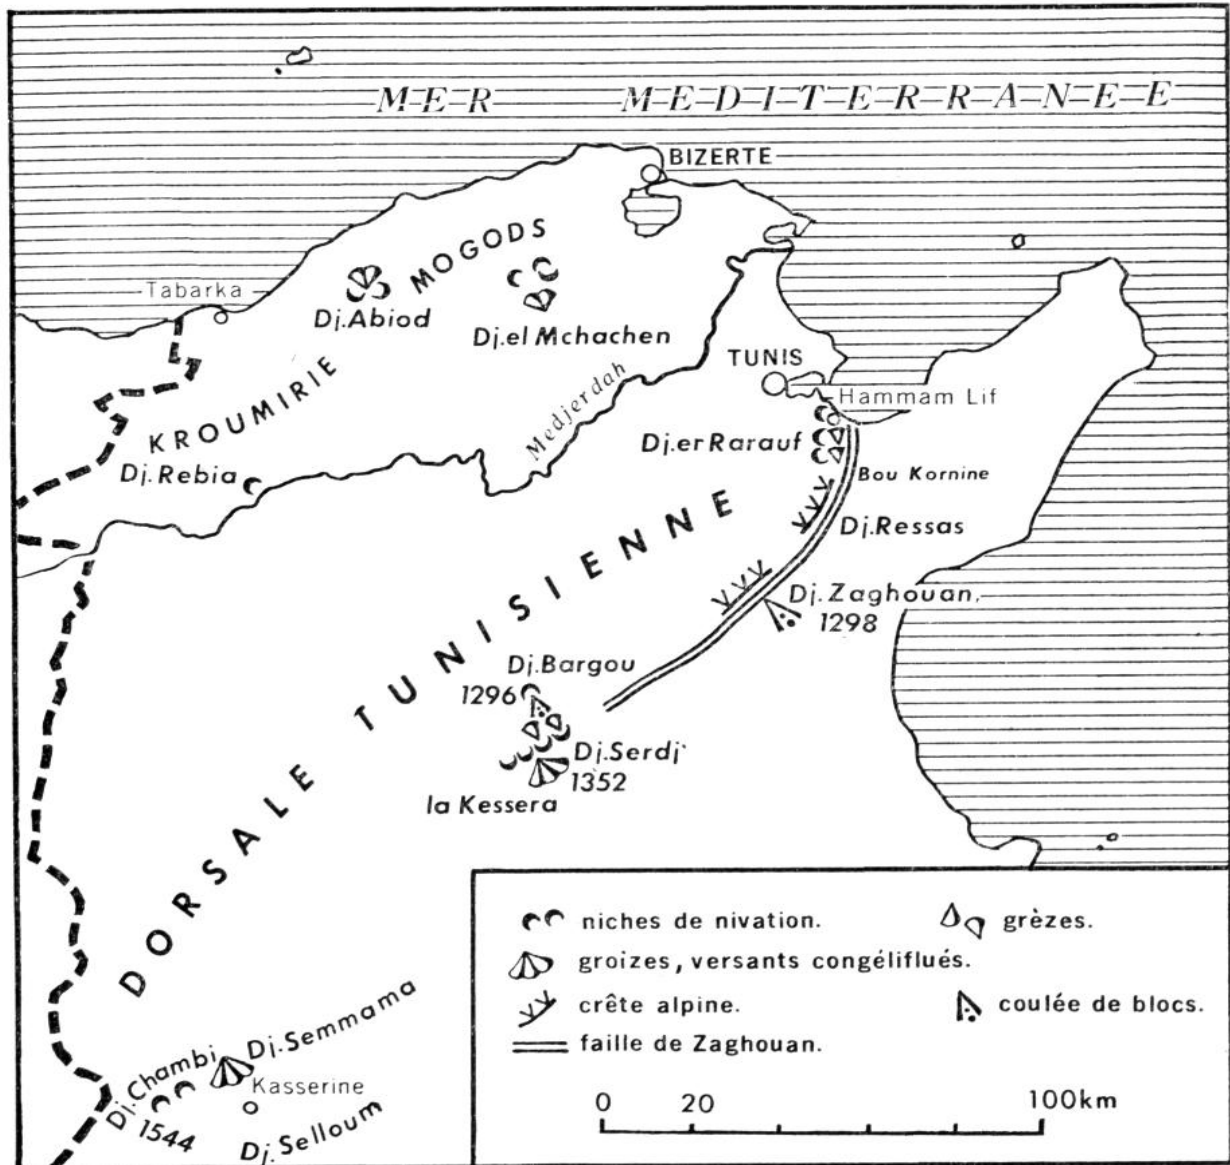 MER MEDITERRANEE
BIZERTE
MOGODS
Tabarka
Dj.Abiod
Dj.el Mchachen
TUNIS
KROUMIRIE
Medjerdah
Hammam Lif
Dj.er Rarauf
Dj.Rebia
Bou Kornine
Dj.Ressas
DORSALE TUNISIENNE
Dj.Zaghouan.
1298
Dj.Bargou
1296
Dj.Serdj
1352
la Kessera
niches de nivation.
grèzes.
groizes, versants congéliflués.
crête alpine.
coulée de blocs.
faille de Zaghouan.
Dj.Semmama
Dj.Chambi
1544
Kasserine
Dj.Selloum
0 20 100km